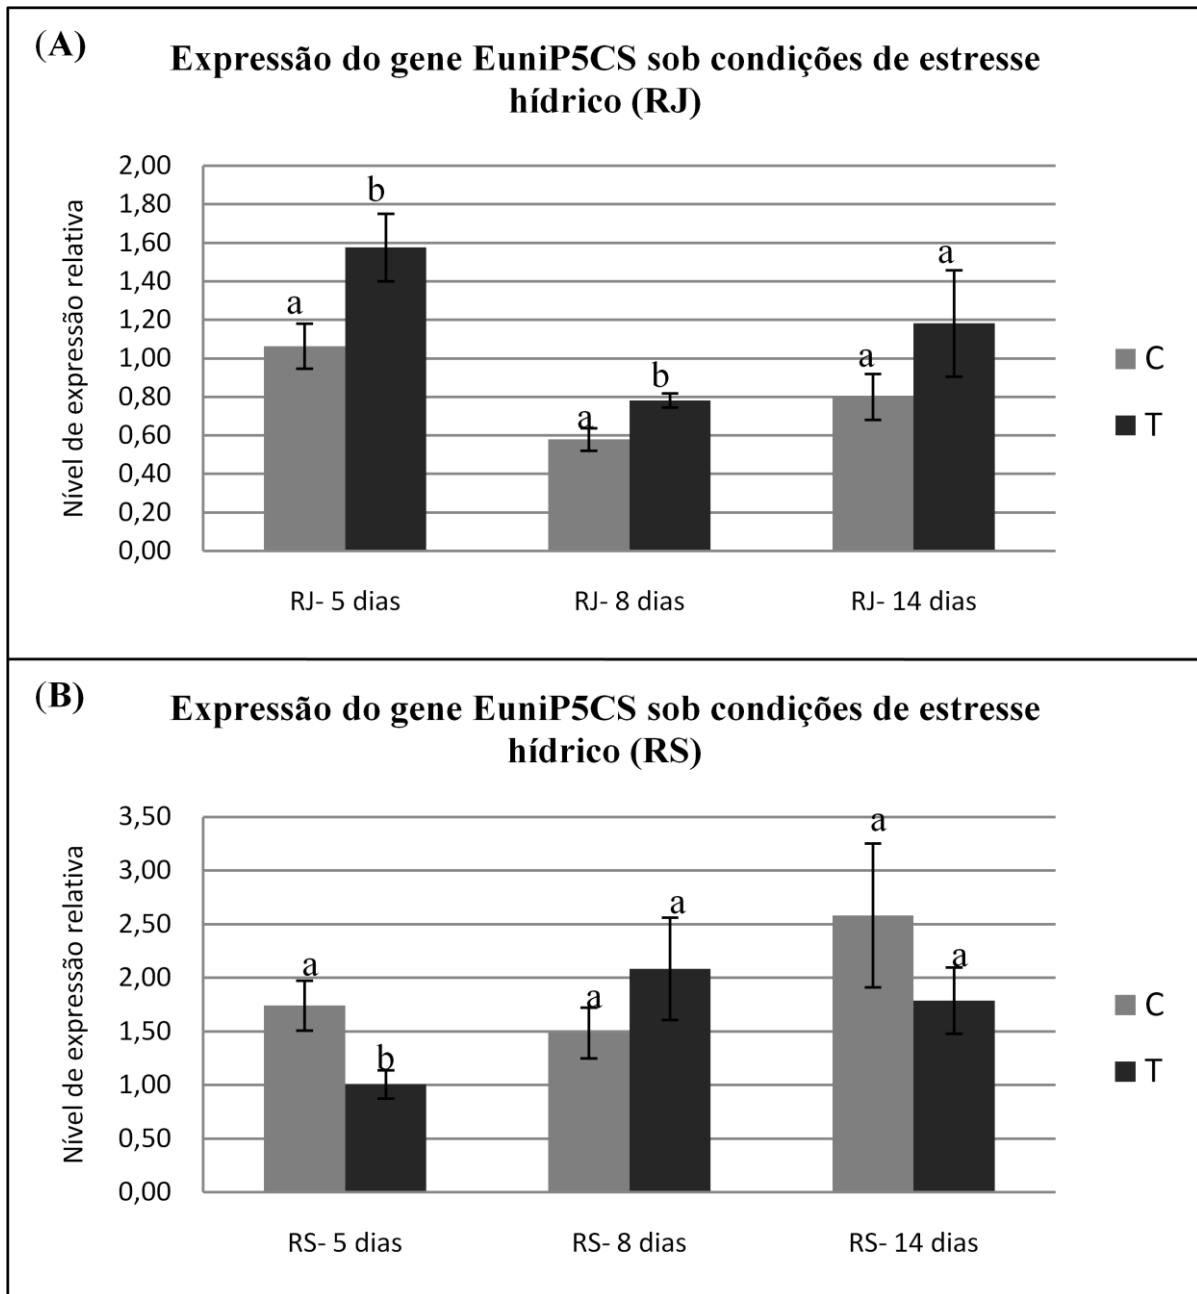 (A)
Expressão do gene EuniP5CS sob condições de estresse
hídrico (RJ)
Nível de expressão relativa
2,00
1,80
1,60
1,40
1,20
1,00
0,80
0,60
0,40
0,20
0,00
a
b
a
b
a
a
RJ- 5 dias
RJ- 8 dias
RJ- 14 dias
C
T
(B)
Expressão do gene EuniP5CS sob condições de estresse
hídrico (RS)
Nível de expressão relativa
3,50
3,00
2,50
2,00
1,50
1,00
0,50
0,00
a
b
a
a
a
a
RS- 5 dias
RS- 8 dias
RS- 14 dias
C
T